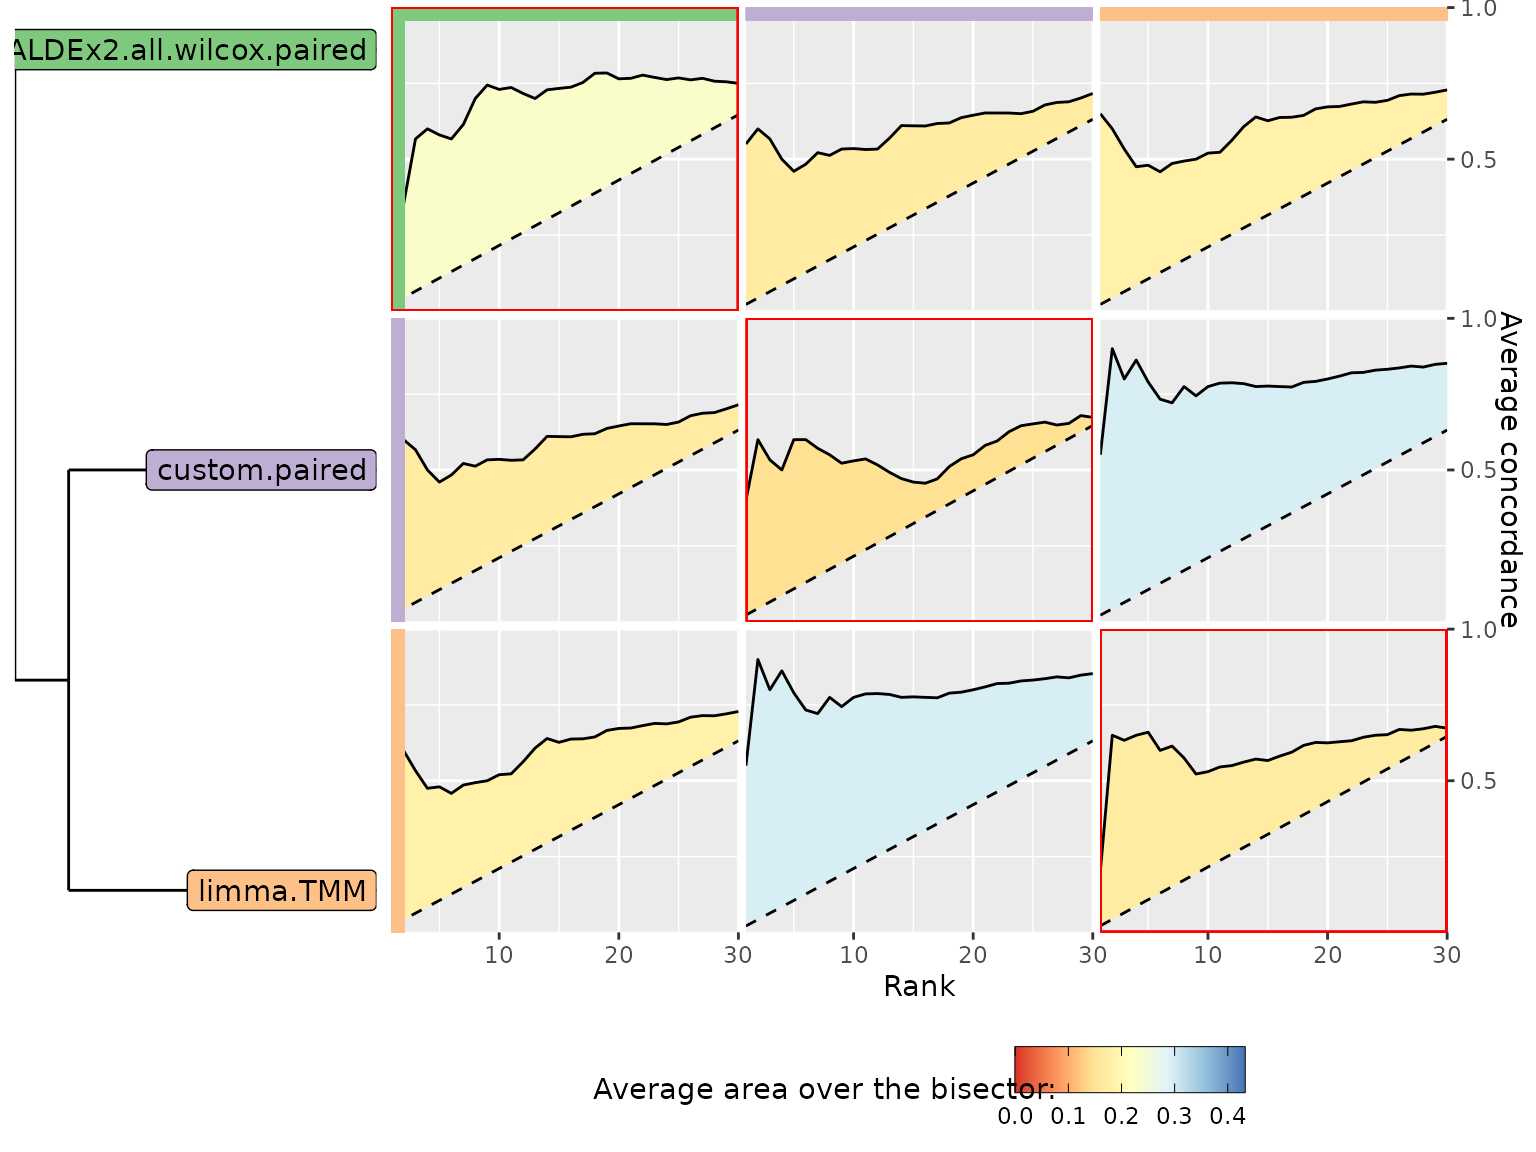 ALDEx2.all.wilcox.paired
custom.paired
limma.TMM
1.0
0.5
1.0
0.5
1.0
0.5
Average concordance
10 20 30 10 20 30 10 20 30
Rank
Average area over the bisector:
0.0 0.1 0.2 0.3 0.4